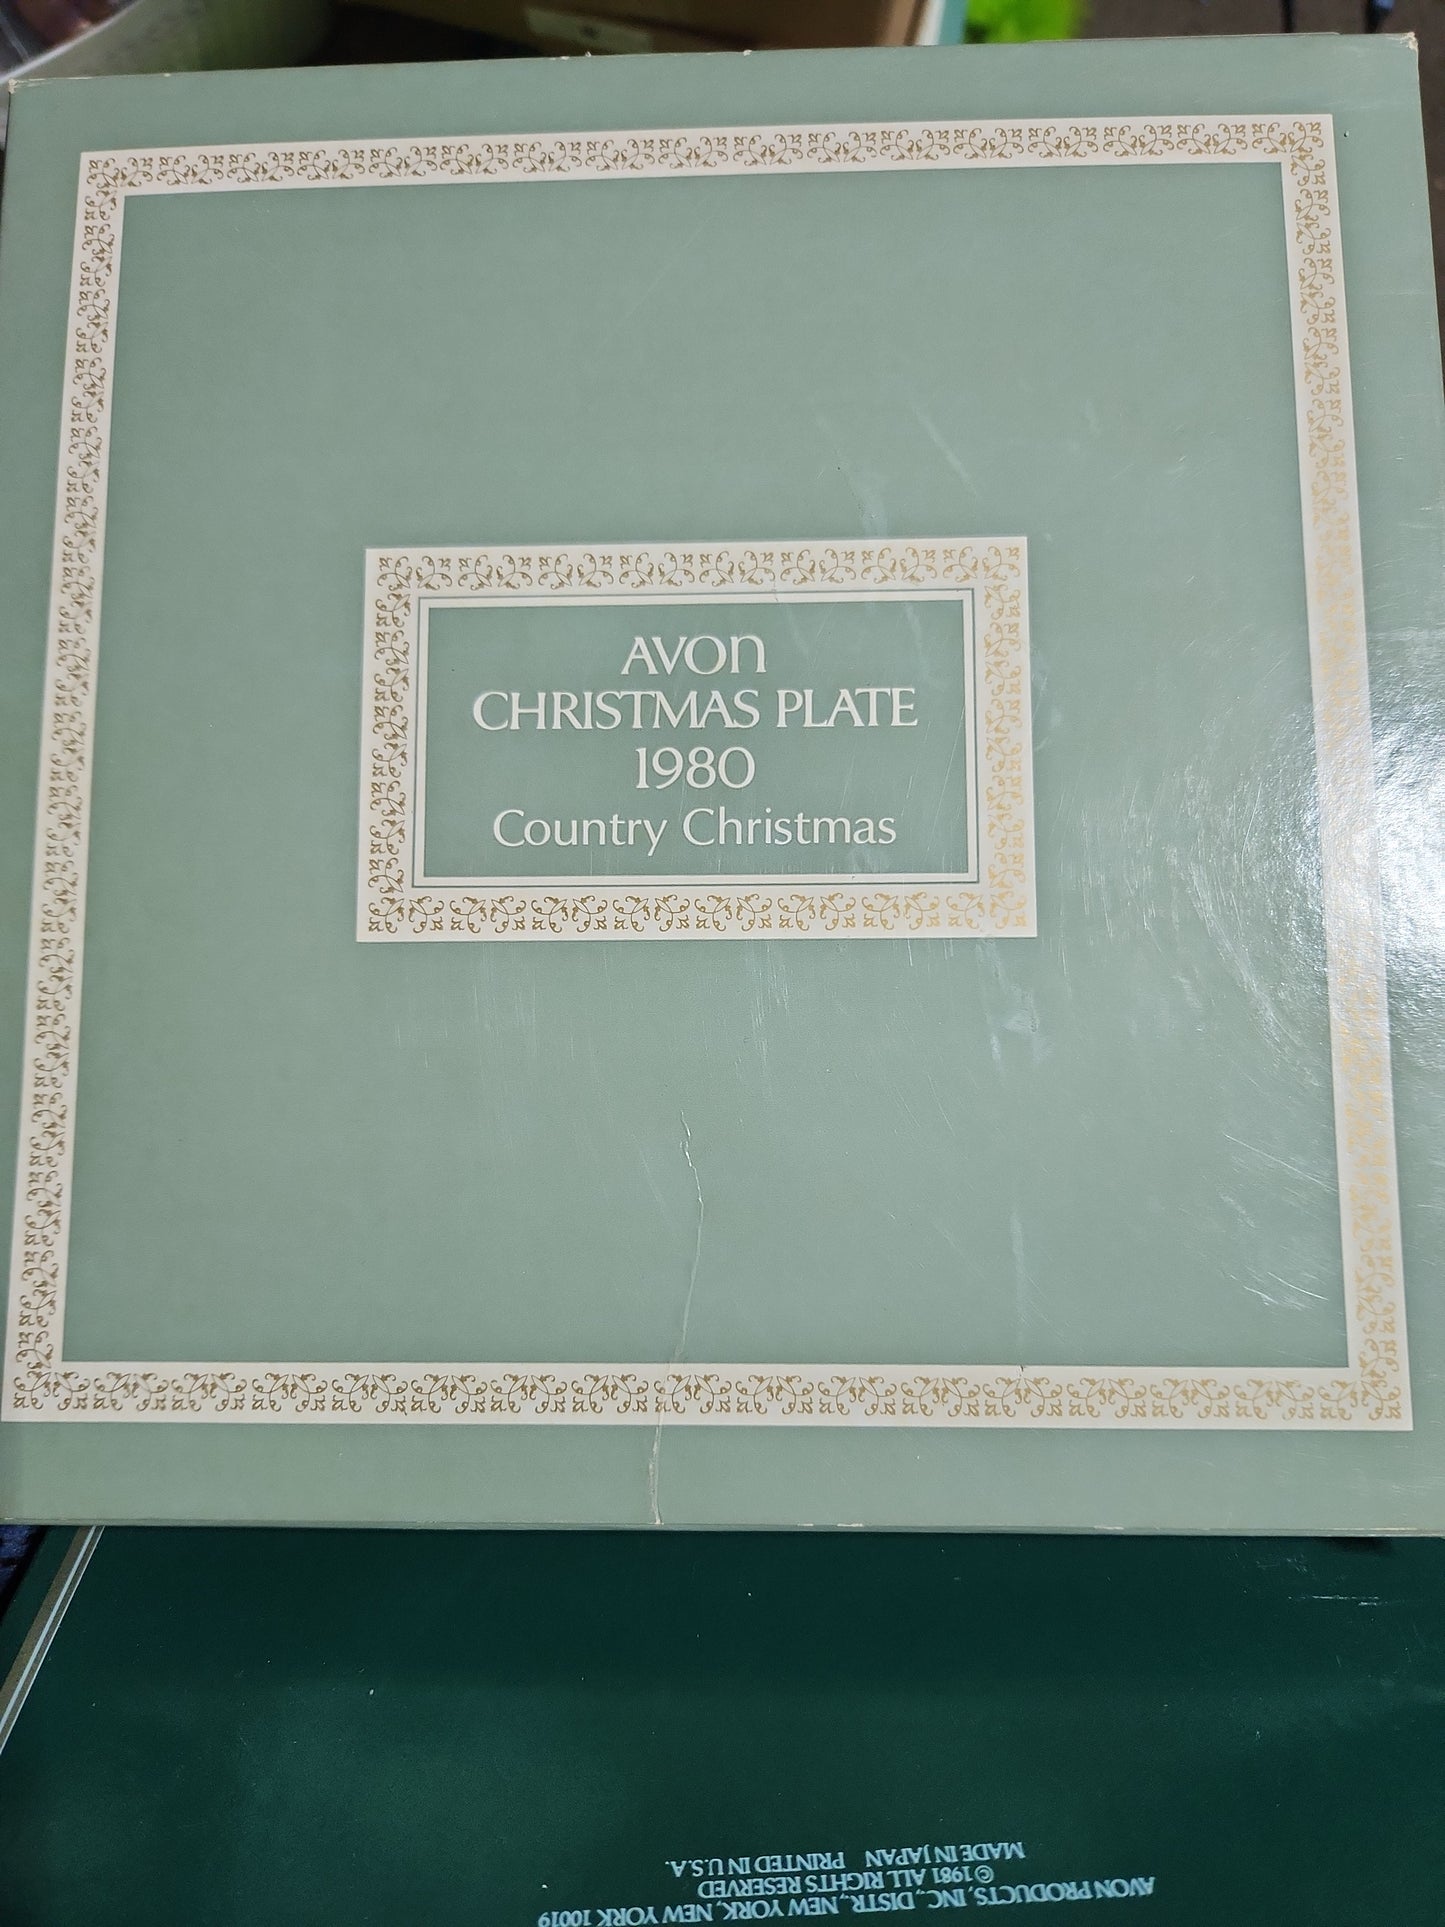 AVON
CHRISTMAS PLATE
1980
Country Christmas
AVON PRODUCTS, INC., DISTR., NEW YORK, NEW YORK 10019
©1981 ALL RIGHTS RESERVED
MADE IN JAPAN PRINTED IN U.S.A.